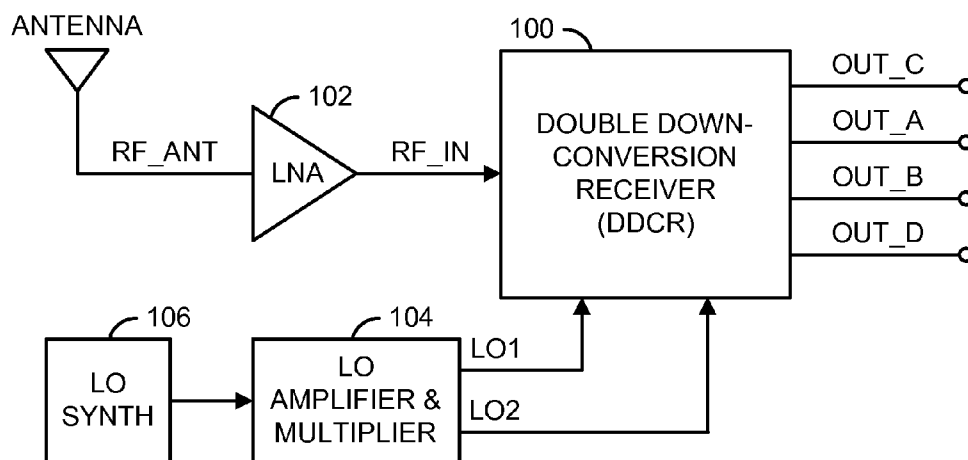 ANTENNA
100
OUT_C
102
OUT_A
DOUBLE DOWN-
CONVERSION
RECEIVER
(DDCR)
RF_ANT
LNA
RF_IN
OUT_B
OUT_D
106
104
LO1
LO
SYNTH
LO
AMPLIFIER &
MULTIPLIER
LO2